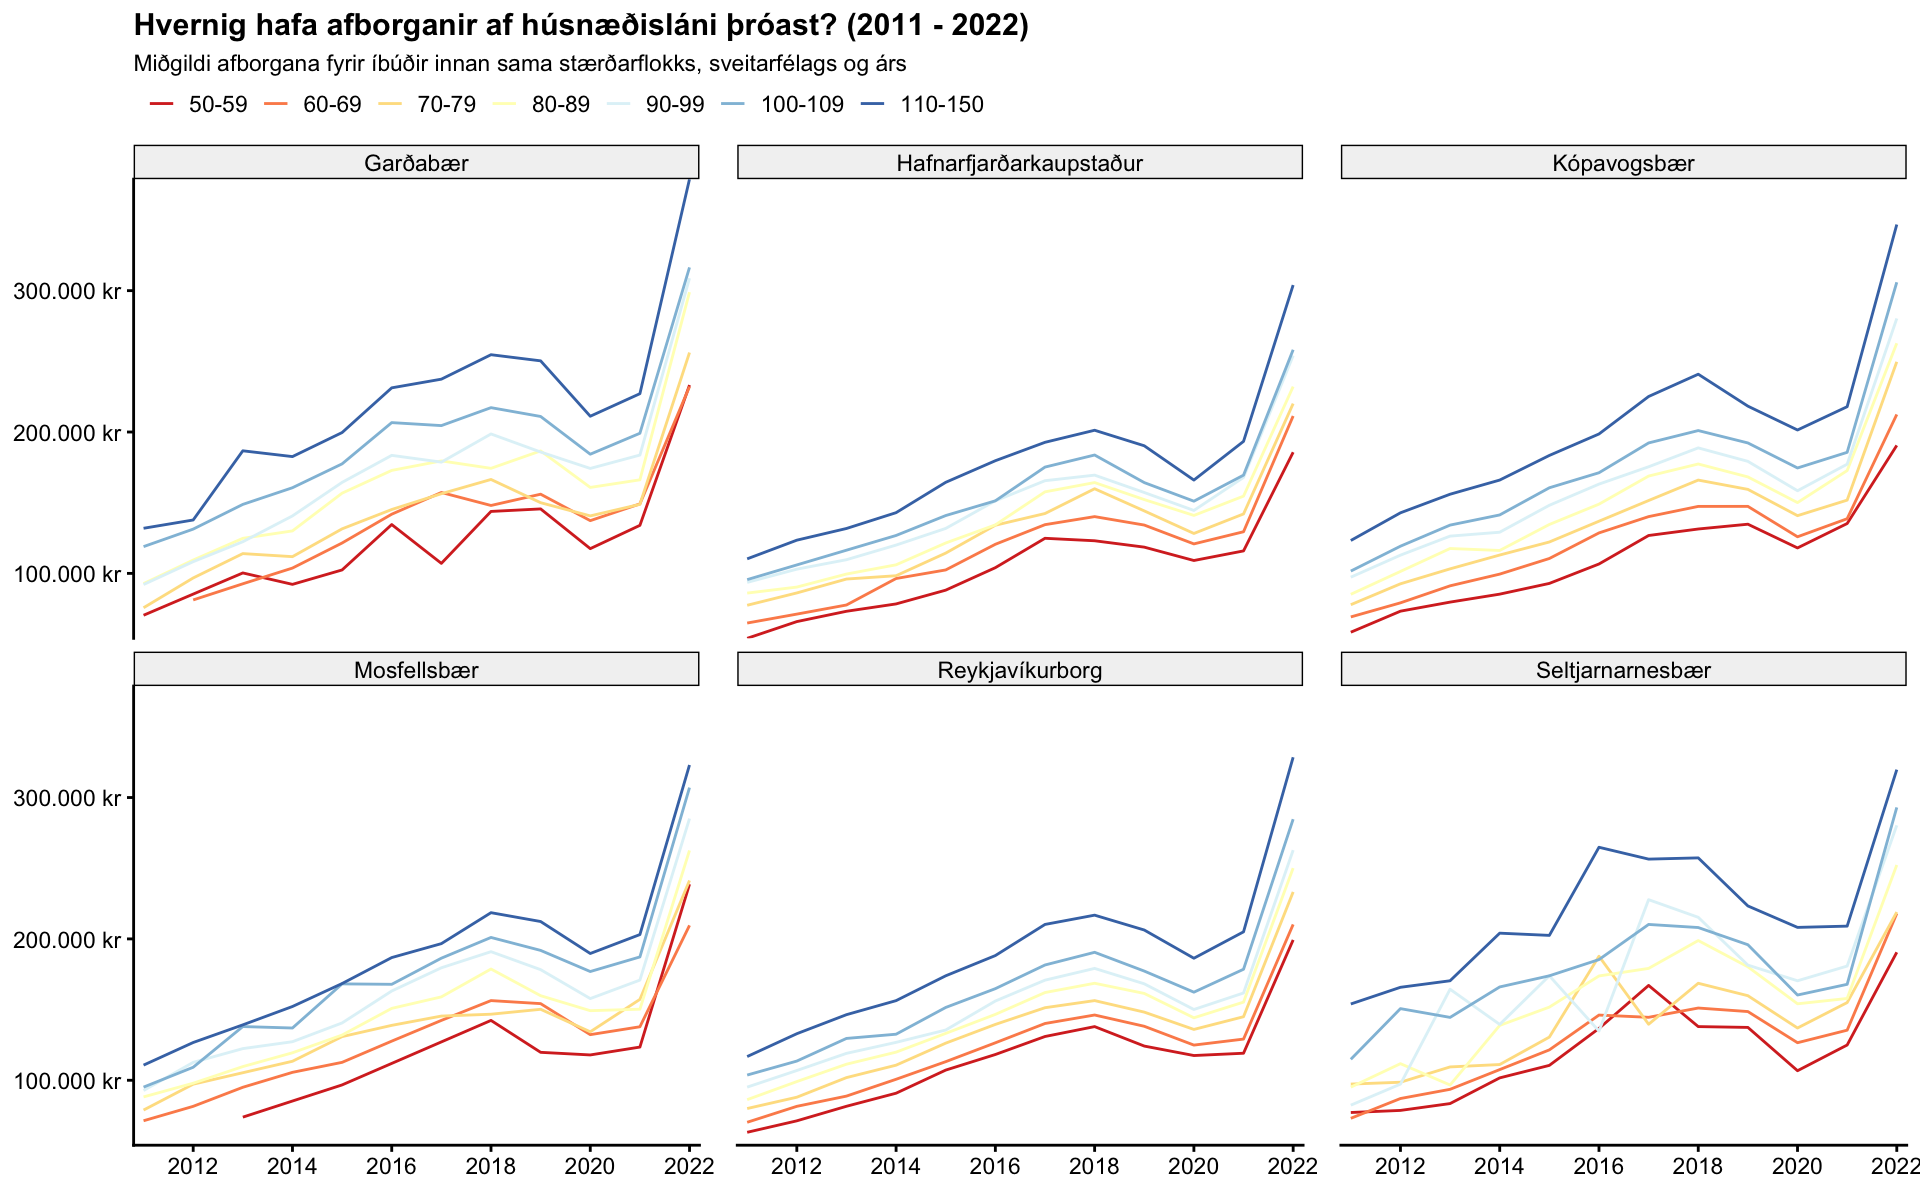 Hvernig hafa afborganir af húsnæðisláni þróast? (2011 - 2022)
Miðgildi afborgana fyrir íbúðir innan sama stærðarflokks, sveitarfélags og árs
50-59 60-69 70-79 80-89 90-99 100-109 110-150
Garðabær Hafnarfjarðarkaupstaður Kópavogsbær
300.000 kr
200.000 kr
100.000 kr
Mosfellsbær Reykjavíkurborg Seltjarnarnesbær
300.000 kr
200.000 kr
100.000 kr
2012 2014 2016 2018 2020 2022 2012 2014 2016 2018 2020 2022 2012 2014 2016 2018 2020 2022